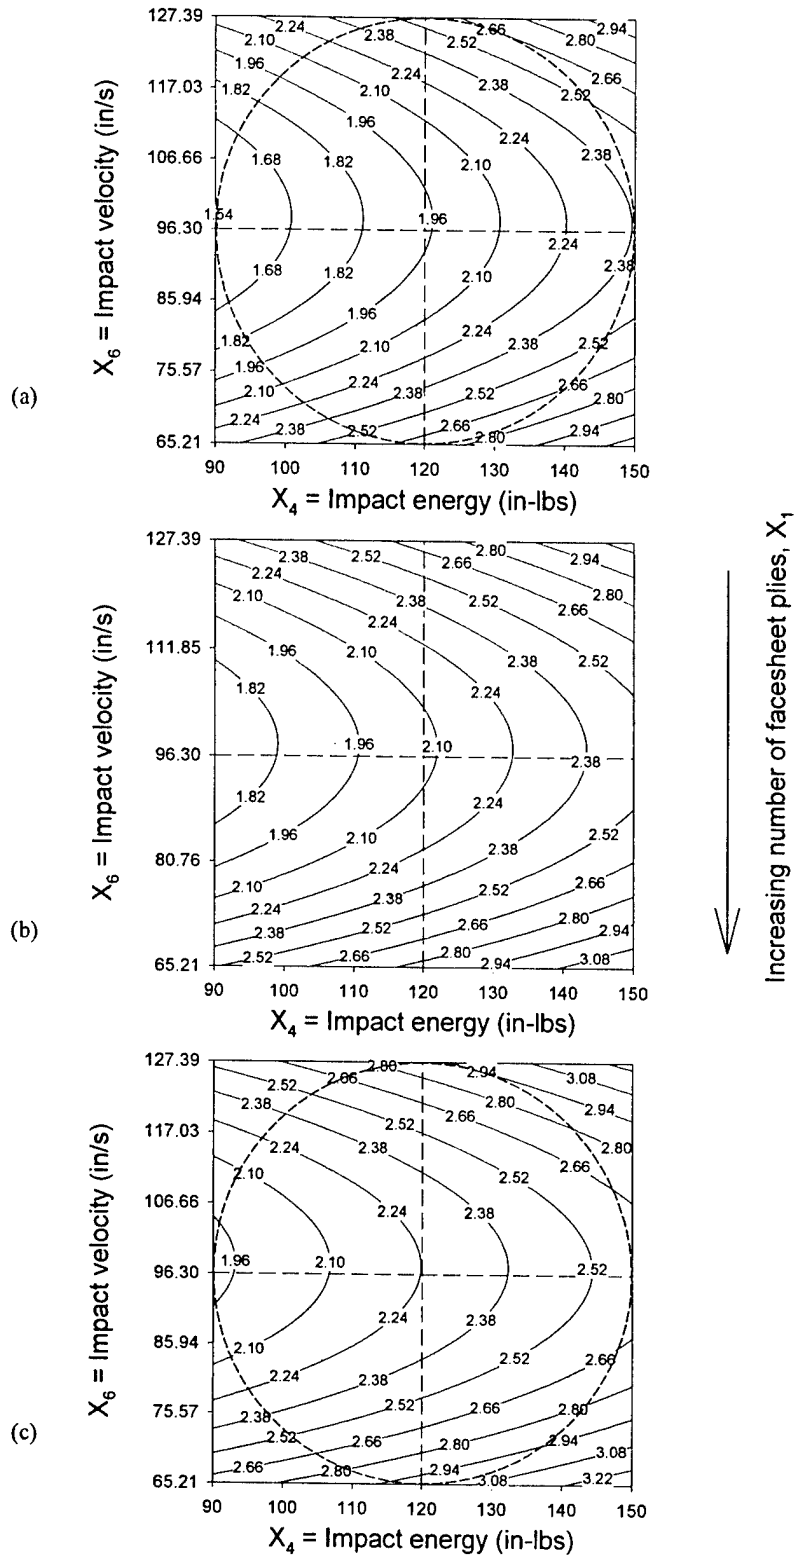 127.39 2.24 2.66 2.94
2.10 2.38 2.52 2.80
1.96 2.24 2.66
117.03 1.82 2.10 2.38 2.52
1.96 2.24
106.66 1.68 1.82 2.10 2.38
1.54 1.96
96.30 2.24
1.68 1.82 2.10 2.38
85.94 1.96 2.24
1.82 2.10 2.38 2.52
75.57 1.96 2.24 2.66
2.10 2.38 2.52 2.80
2.24 2.38 2.52 2.66 2.94
65.21 2.80
90 100 110 120 130 140 150
X4 = Impact energy (in-lbs)
X6 = Impact velocity (in/s)
(a)
127.39 2.38 2.52 2.80 2.94
2.24 2.66 2.80
2.10 2.38 2.52 2.66
2.24
111.85 1.96 2.10 2.38 2.52
1.82 2.24
1.96 2.10
96.30 2.38
1.82 2.24
1.96 2.10 2.52
80.76 2.24 2.38
2.10 2.38 2.52 2.66
2.24 2.52 2.66 2.80
2.38 2.94
2.52 2.66 2.80 3.08
65.21 2.94
90 100 110 120 130 140 150
X4 = Impact energy (in-lbs)
X6 = Impact velocity (in/s)
(b)
127.39 2.80 2.94
2.52 2.66 3.08
2.38 2.80 2.94
117.03 2.52 2.66
2.24 2.38 2.80
2.10 2.52 2.66
106.66 2.24 2.38
1.96 2.10
96.30 2.52
2.24 2.38
85.94 2.10 2.52 2.66
2.24 2.38
75.57 2.38 2.52 2.66 2.80
2.52 2.66 2.80 2.94 3.08
2.66 2.80 2.94
65.21 3.08 3.22
90 100 110 120 130 140 150
X4 = Impact energy (in-lbs)
X6 = Impact velocity (in/s)
(c)
Increasing number of facesheet plies, X1